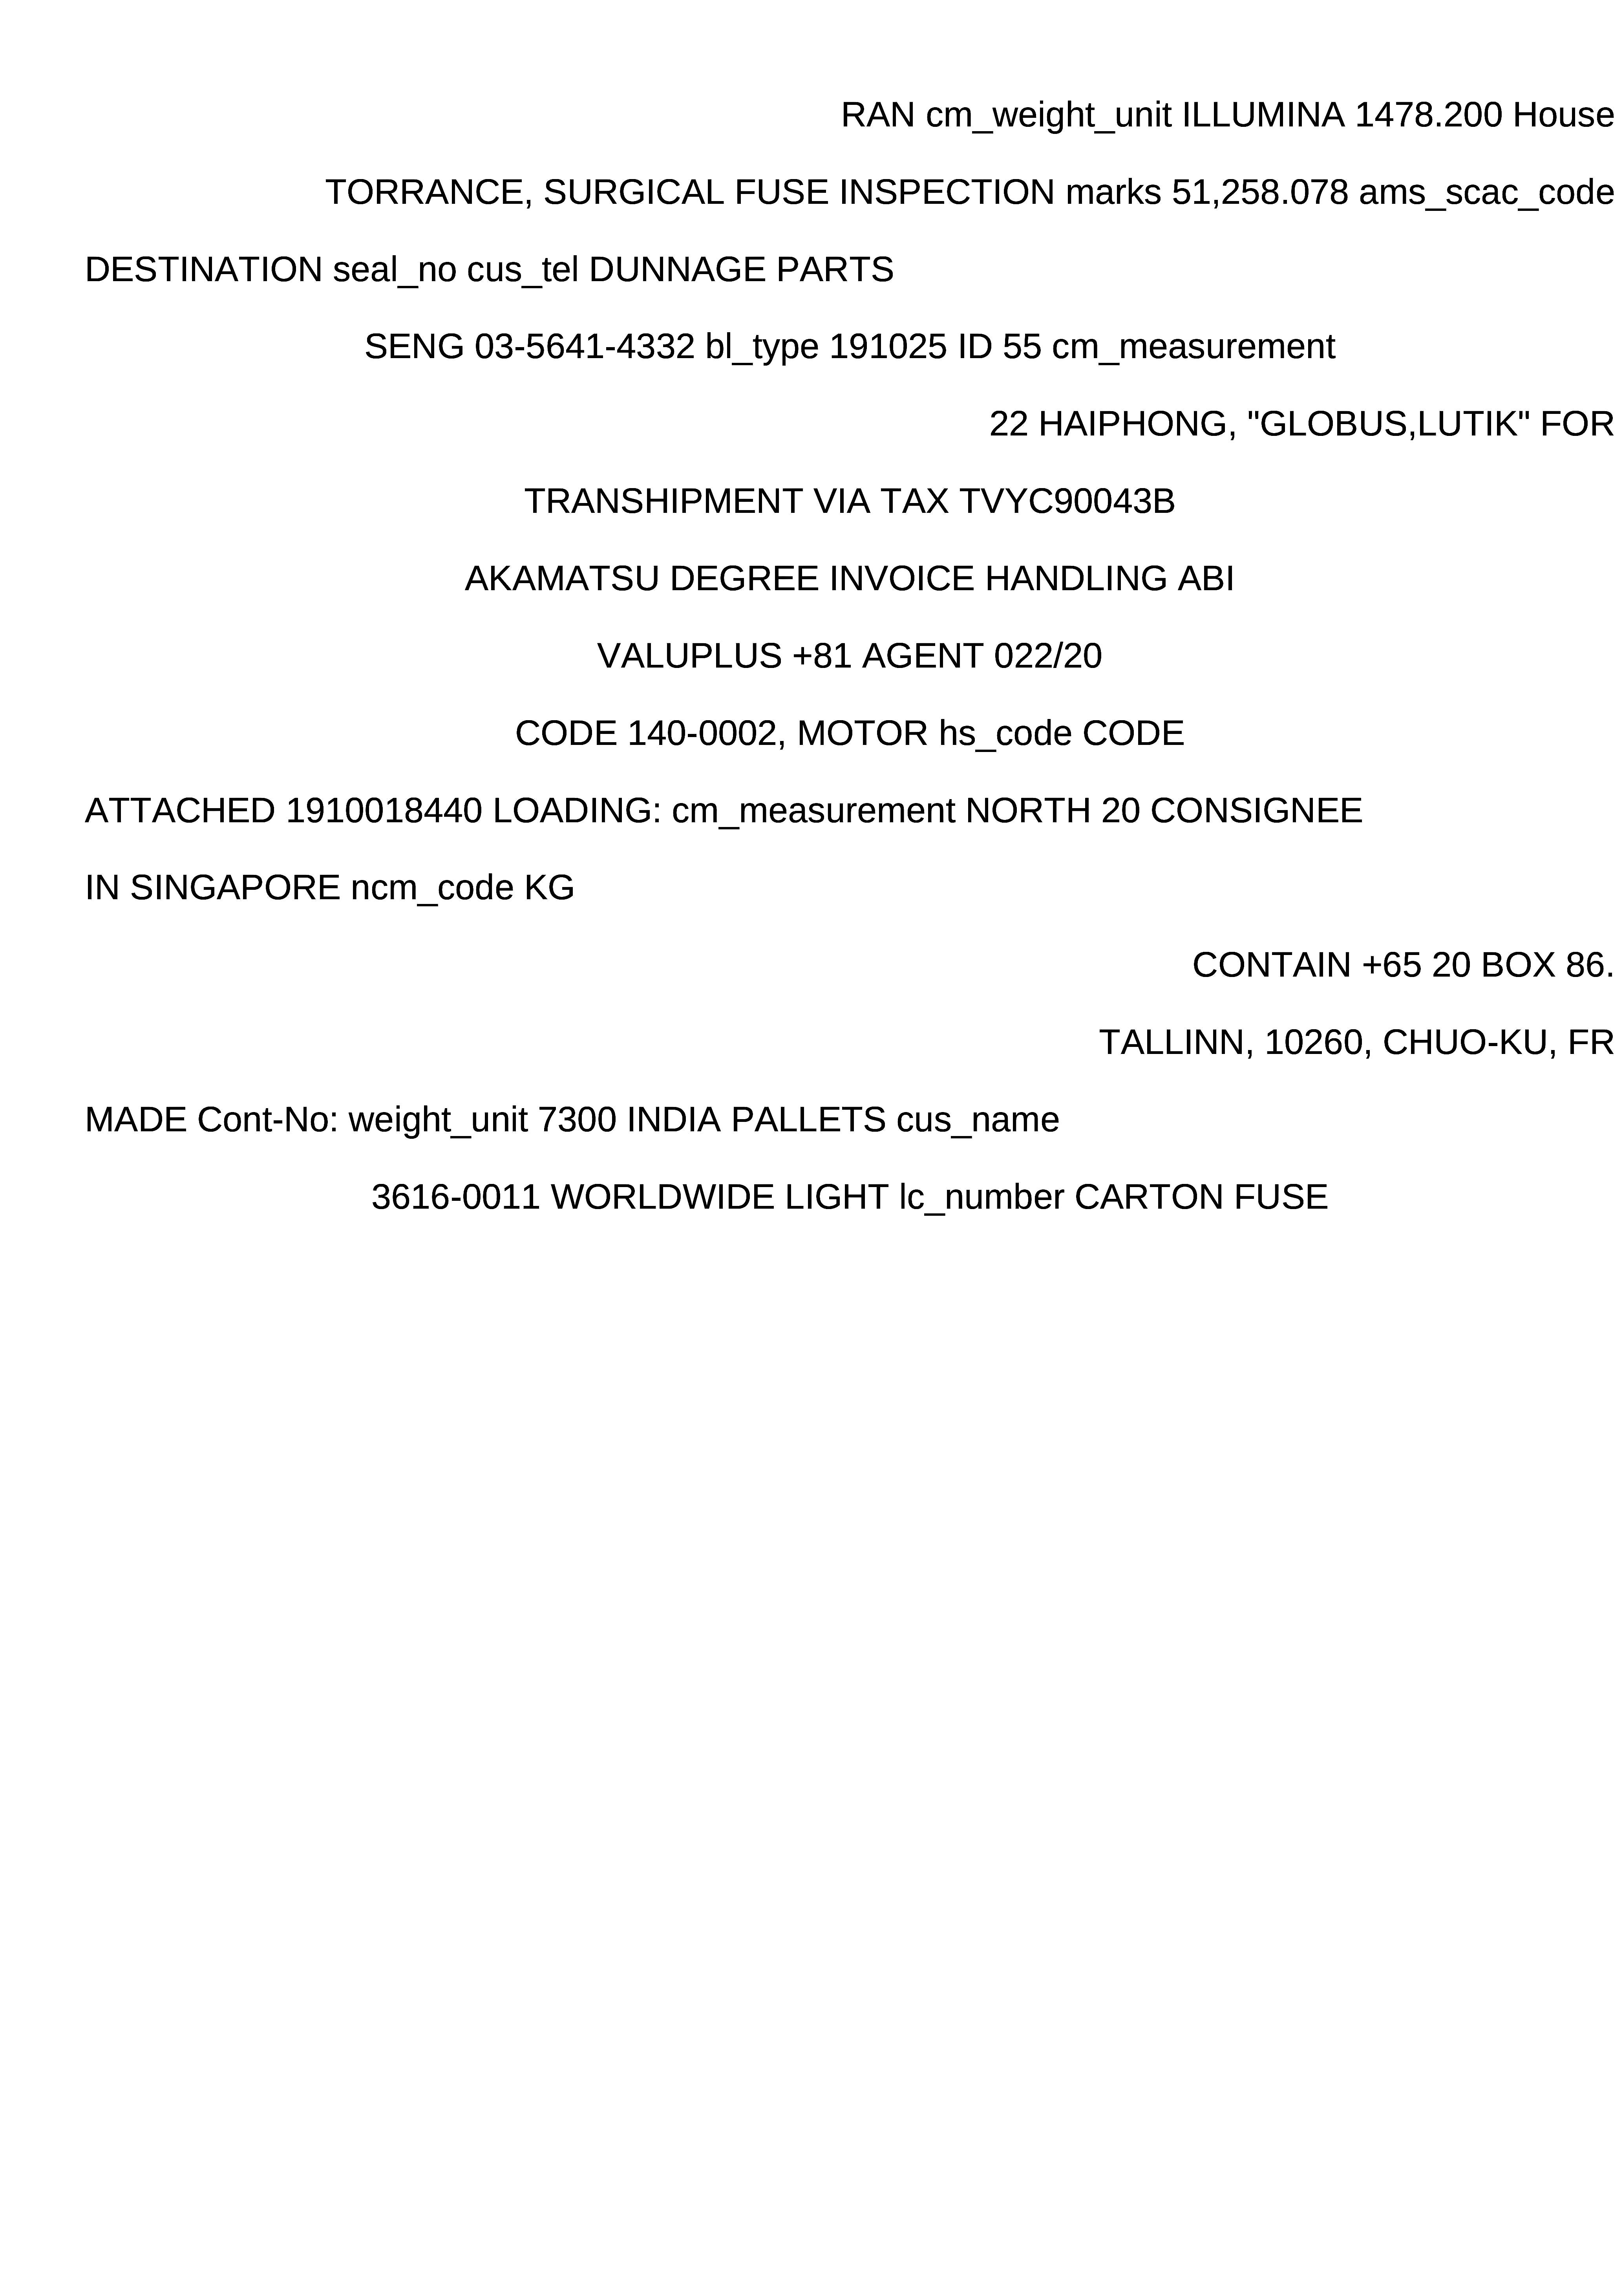 RAN cm_weight_unit ILLUMINA 1478.200 House
TORRANCE, SURGICAL FUSE INSPECTION marks 51,258.078 ams_scac_code
DESTINATION seal_no cus_tel DUNNAGE PARTS
SENG 03-5641-4332 bl_type 191025 ID 55 cm_measurement
22 HAIPHONG, "GLOBUS,LUTIK" FOR
TRANSHIPMENT VIA TAX TVYC90043B
AKAMATSU DEGREE INVOICE HANDLING ABI
VALUPLUS +81 AGENT 022/20
CODE 140-0002, MOTOR hs_code CODE
ATTACHED 1910018440 LOADING: cm_measurement NORTH 20 CONSIGNEE
IN SINGAPORE ncm_code KG
CONTAIN +65 20 BOX 86.
TALLINN, 10260, CHUO-KU, FR
MADE Cont-No: weight_unit 7300 INDIA PALLETS cus_name
3616-0011 WORLDWIDE LIGHT lc_number CARTON FUSE